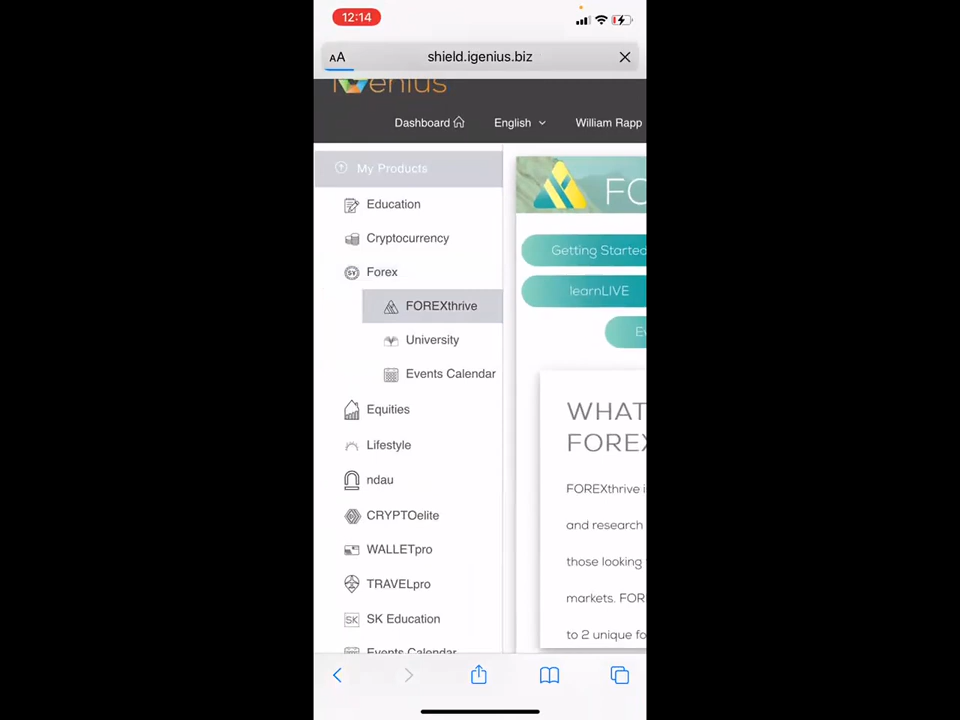 12:14
AA shield.igenius.biz
iGenius
Dashboard English William Rapp
My Products
Education
Cryptocurrency
Forex
FOREXthrive
University
Events Calendar
Equities
Lifestyle
ndau
CRYPTOelite
WALLETpro
TRAVELpro
SK SK Education
Events Calendar
FO
Getting Started
learnLIVE
Ev
WHAT
FOREX
FOREXthrive i
and research
those looking
markets. FOR
to 2 unique fo